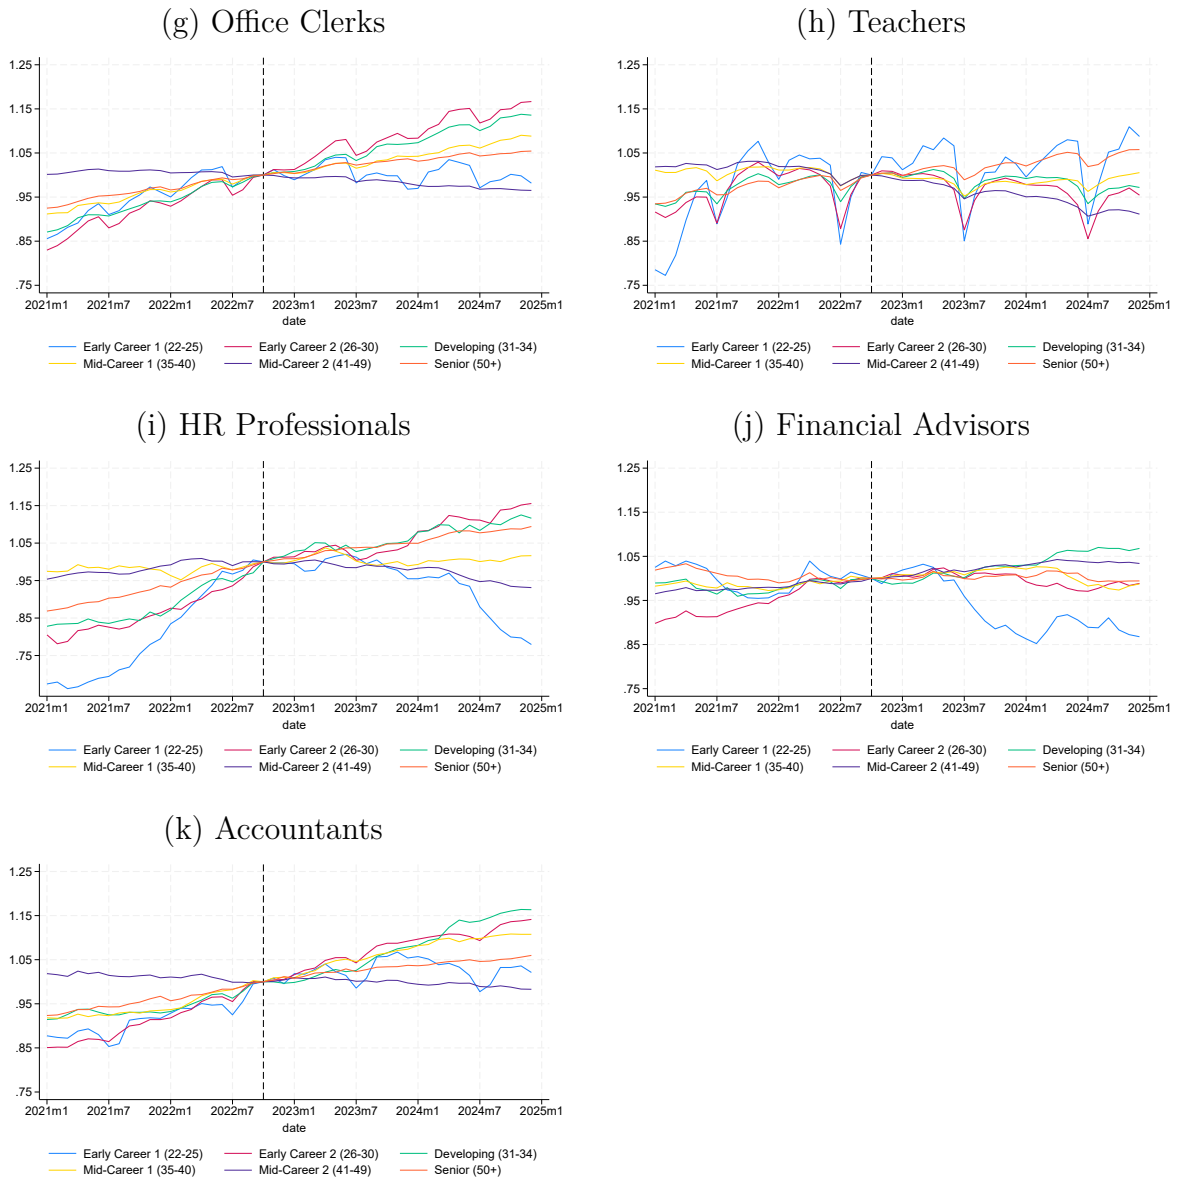 (g) Office Clerks
1.25
1.15
1.05
.95
.85
.75
2021m1 2021m7 2022m1 2022m7 2023m1 2023m7 2024m1 2024m7 2025m1
date
Early Career 1 (22-25) Early Career 2 (26-30) Developing (31-34)
Mid-Career 1 (35-40) Mid-Career 2 (41-49) Senior (50+)
(h) Teachers
1.25
1.15
1.05
.95
.85
.75
2021m1 2021m7 2022m1 2022m7 2023m1 2023m7 2024m1 2024m7 2025m1
date
Early Career 1 (22-25) Early Career 2 (26-30) Developing (31-34)
Mid-Career 1 (35-40) Mid-Career 2 (41-49) Senior (50+)
(i) HR Professionals
1.25
1.15
1.05
.95
.85
.75
2021m1 2021m7 2022m1 2022m7 2023m1 2023m7 2024m1 2024m7 2025m1
date
Early Career 1 (22-25) Early Career 2 (26-30) Developing (31-34)
Mid-Career 1 (35-40) Mid-Career 2 (41-49) Senior (50+)
(j) Financial Advisors
1.25
1.15
1.05
.95
.85
.75
2021m1 2021m7 2022m1 2022m7 2023m1 2023m7 2024m1 2024m7 2025m1
date
Early Career 1 (22-25) Early Career 2 (26-30) Developing (31-34)
Mid-Career 1 (35-40) Mid-Career 2 (41-49) Senior (50+)
(k) Accountants
1.25
1.15
1.05
.95
.85
.75
2021m1 2021m7 2022m1 2022m7 2023m1 2023m7 2024m1 2024m7 2025m1
date
Early Career 1 (22-25) Early Career 2 (26-30) Developing (31-34)
Mid-Career 1 (35-40) Mid-Career 2 (41-49) Senior (50+)